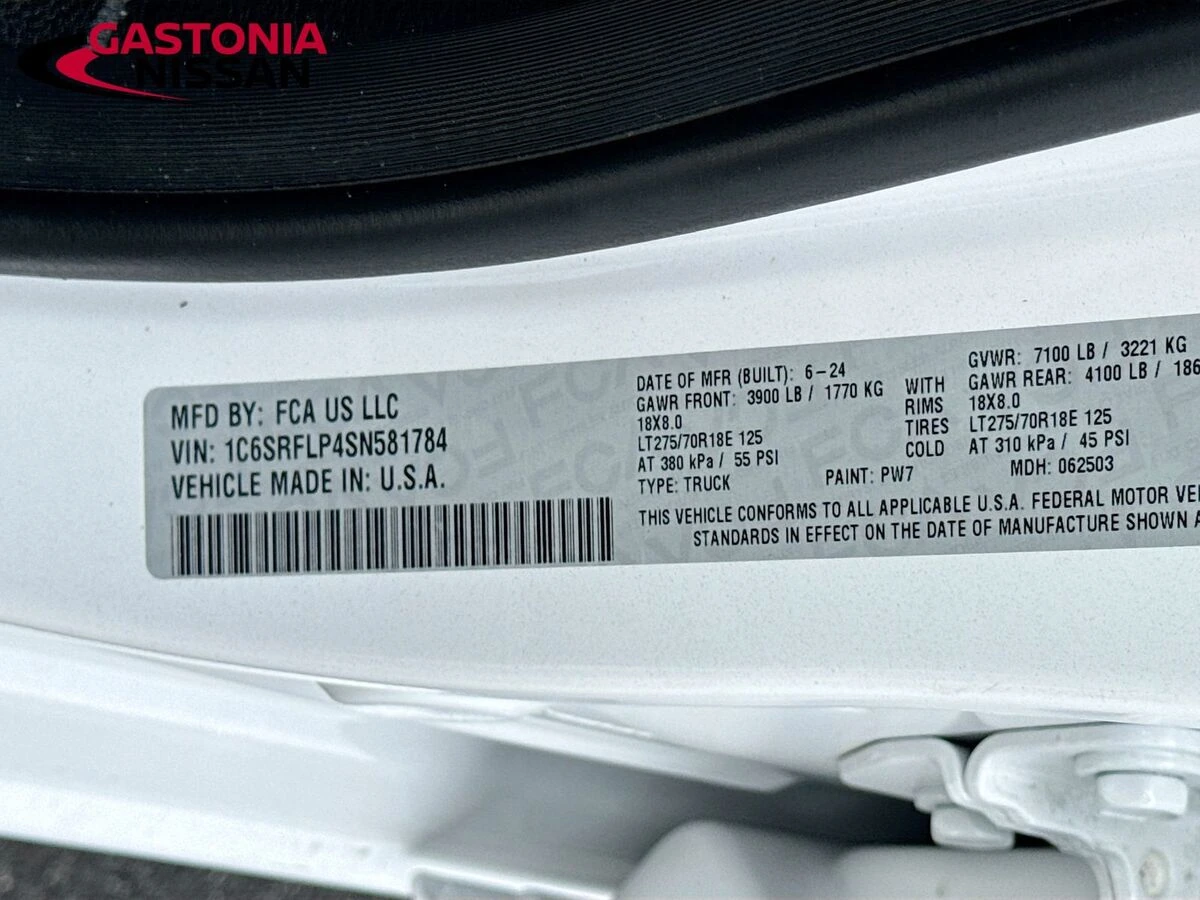 GASTONIA
NISSAN
MFD BY: FCA US LLC
VIN: 1C6SRFLP4SN581784
VEHICLE MADE IN: U.S.A.
DATE OF MFR (BUILT): 6-24
GVWR: 7100 LB / 3221 KG
GAWR FRONT: 3900 LB / 1770 KG WITH GAWR REAR: 4100 LB /
18X8.0 RIMS 18X8.0
LT275/70R18E 125 TIRES LT275/70R18E 125
AT 380 kPa / 55 PSI COLD AT 310 kPa / 45 PSI
TYPE: TRUCK PAINT: PW7 MDH: 062503
THIS VEHICLE CONFORMS TO ALL APPLICABLE U.S.A. FEDERAL MOTOR
STANDARDS IN EFFECT ON THE DATE OF MANUFACTURE SHOWN